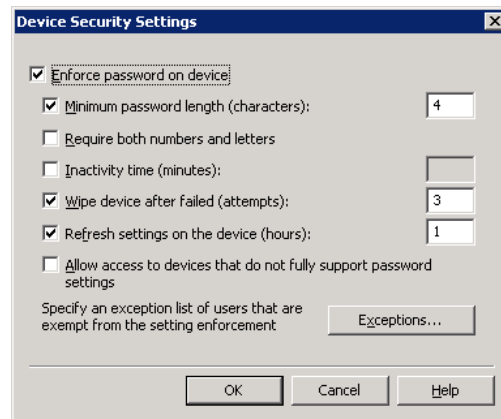 Device Security Settings
Enforce password on device
Minimum password length (characters): 4
Require both numbers and letters
Inactivity time (minutes):
Wipe device after failed (attempts): 3
Refresh settings on the device (hours): 1
Allow access to devices that do not fully support password
settings
Specify an exception list of users that are
exempt from the setting enforcement
Exceptions...
OK Cancel Help